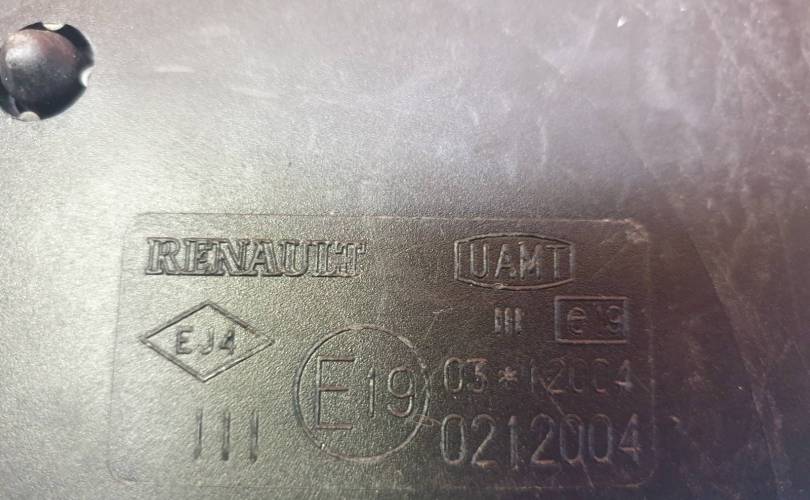 RENAULT UAMT
III e19
EJ4
E19 03*12004
III 0212004